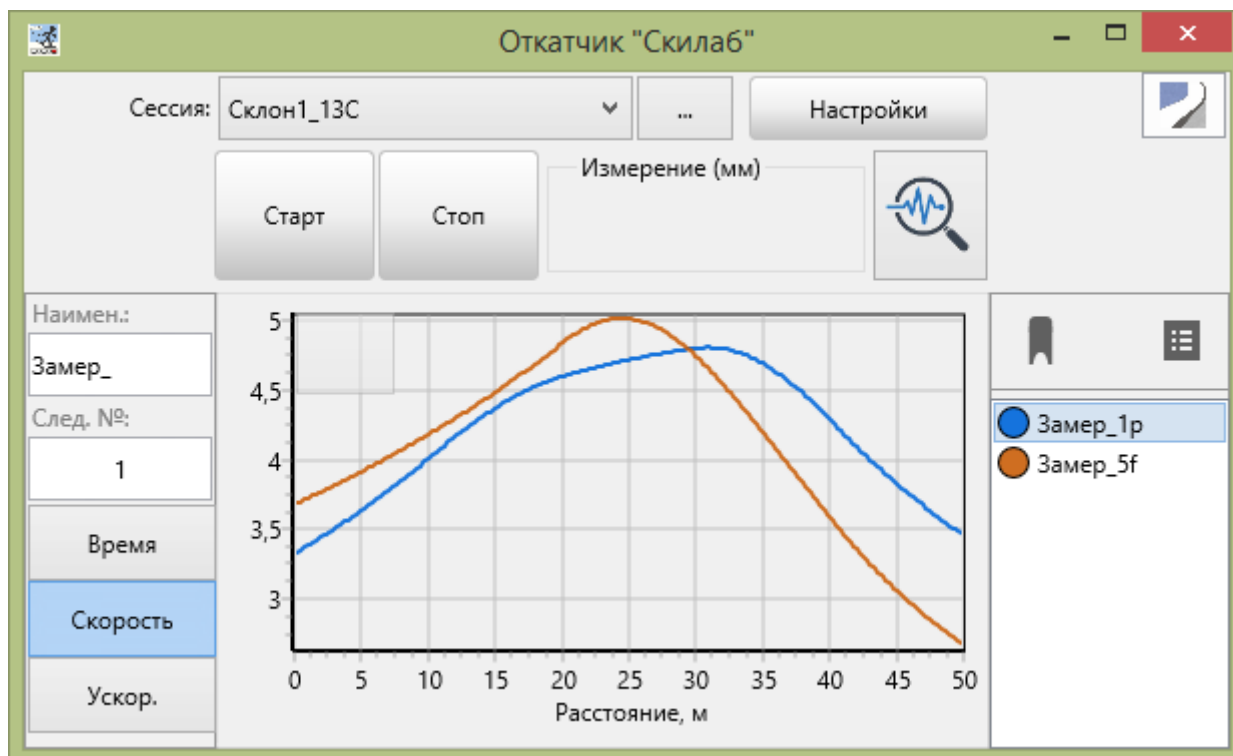 Откатчик "Скилаб"
Сессия: Склон1_13С ... Настройки
Старт Стоп Измерение (мм)
Наимен.:
Замер_
След. №:
1
Время
Скорость
Ускор.
5
4,5
4
3,5
3
0 5 10 15 20 25 30 35 40 45 50
Расстояние, м
Замер_1p
Замер_5f